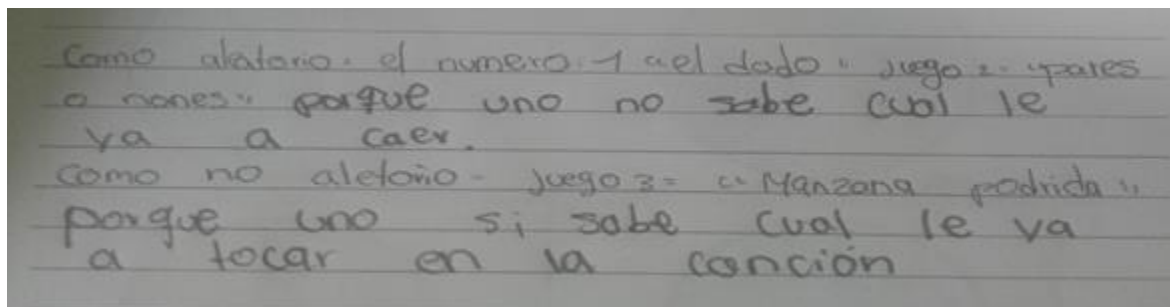 como alatorio. el numero 1 "el dado" juego 2= "pares
o nones" porque uno no sabe cual le
va a caer.
como no aletorio - juego 3= "Manzana podrida"
porque uno si sabe cual le va
a tocar en la canción